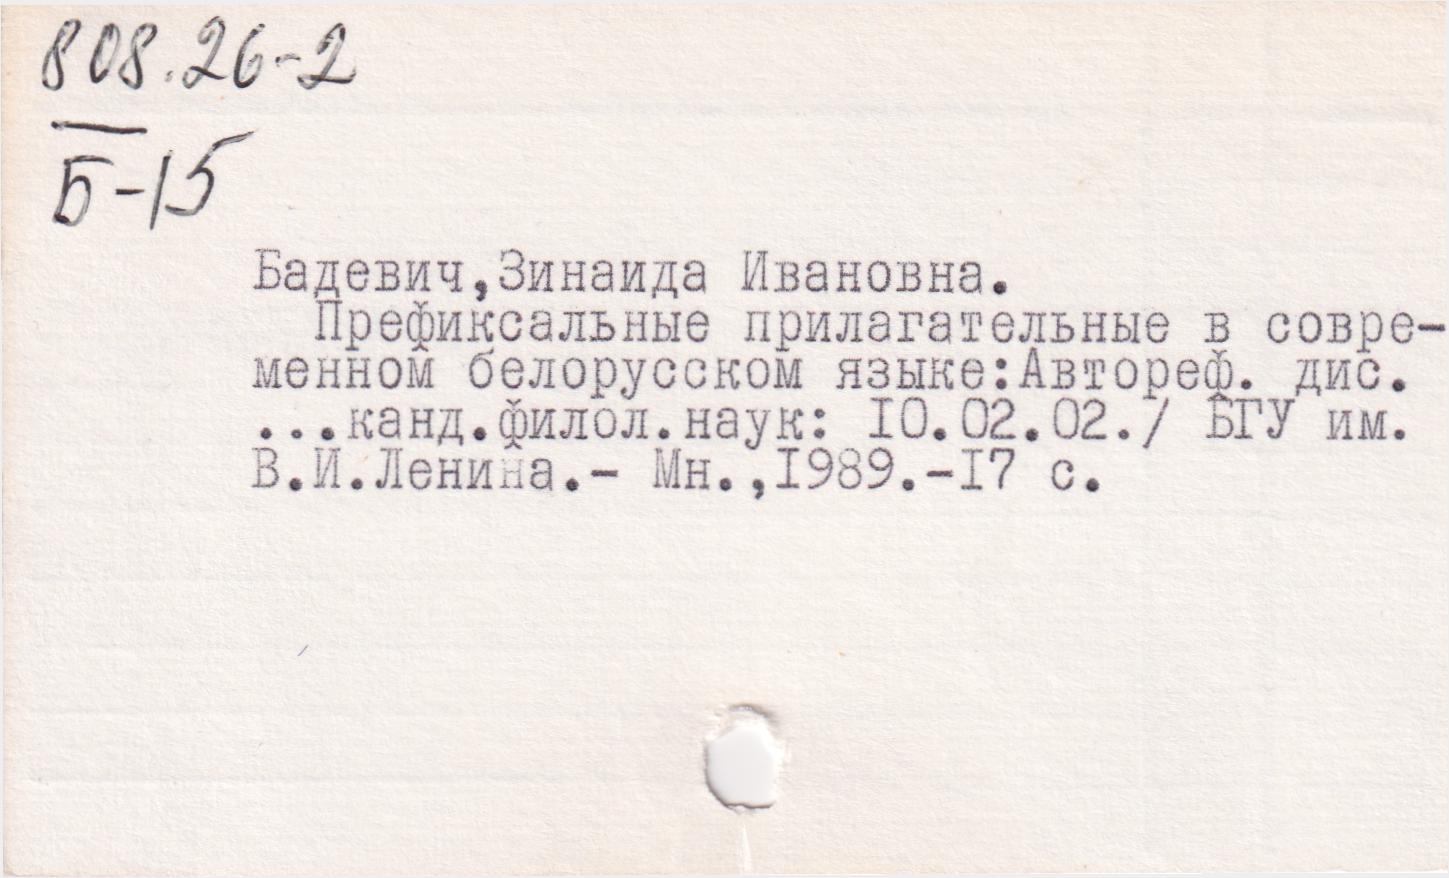 808.26-2
Б-15
Бадевич,Зинаида Ивановна.
Префиксальные прилагательные в совре-
менном белорусском языке:Автореф. дис.
...канд.филол.наук: 10.02.02./ БГУ им.
В.И.Ленина.- Мн.,1989.-17 с.